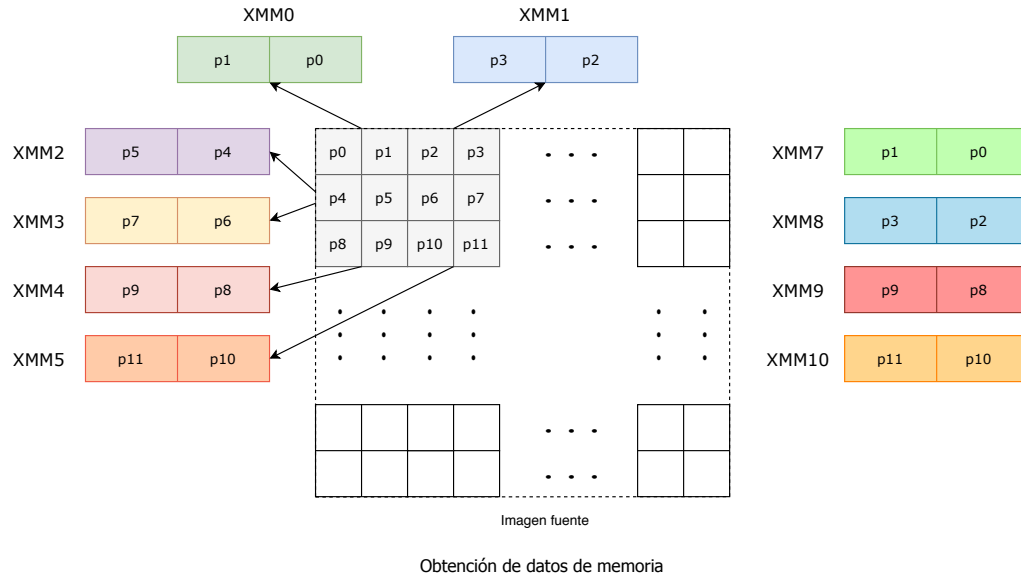 XMM0 XMM1
p1 p0 p3 p2
XMM2 p5 p4 p0 p1 p2 p3 . . . XMM7 p1 p0
XMM3 p7 p6 p4 p5 p6 p7 . . . XMM8 p3 p2
XMM4 p9 p8 p8 p9 p10 p11 . . . XMM9 p9 p8
XMM5 p11 p10 XMM10 p11 p10
. . .
. . .
Imagen fuente
Obtención de datos de memoria